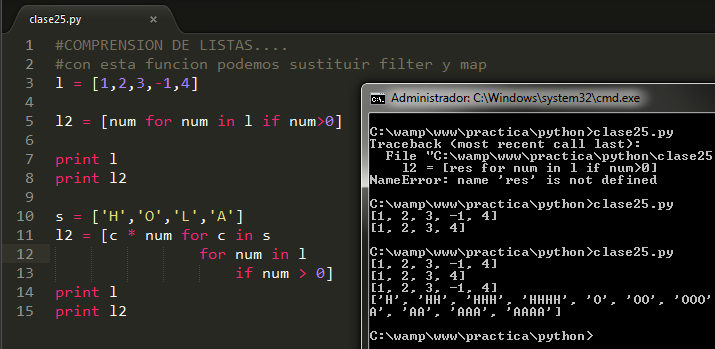 clase25.py ×
1 #COMPRENSION DE LISTAS....
2 #con esta funcion podemos sustituir filter y map
3 l = [1,2,3,-1,4]
4
5 l2 = [num for num in l if num>0]
6
7 print l
8 print l2
9
10 s = ['H','O','L','A']
11 l2 = [c * num for c in s
12 for num in l
13 if num > 0]
14 print l
15 print l2
Administrador: C:\Windows\system32\cmd.exe
C:\wamp\www\practica\python>clase25.py
Traceback (most recent call last):
File "C:\wamp\www\practica\python\clase25
l2 = [res for num in l if num>0]
NameError: name 'res' is not defined
C:\wamp\www\practica\python>clase25.py
[1, 2, 3, -1, 4]
[1, 2, 3, 4]
C:\wamp\www\practica\python>clase25.py
[1, 2, 3, -1, 4]
[1, 2, 3, 4]
[1, 2, 3, -1, 4]
['H', 'HH', 'HHH', 'HHHH', 'O', 'OO', 'OOO'
A', 'AA', 'AAA', 'AAAA']
C:\wamp\www\practica\python>